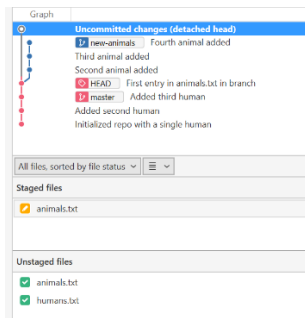 Graph
Uncommitted changes (detached head)
new-animals Fourth animal added
Third animal added
Second animal added
HEAD First entry in animals.txt in branch
master Added third human
Added second human
Initialized repo with a single human
All files, sorted by file status
Staged files
animals.txt
Unstaged files
animals.txt
humans.txt